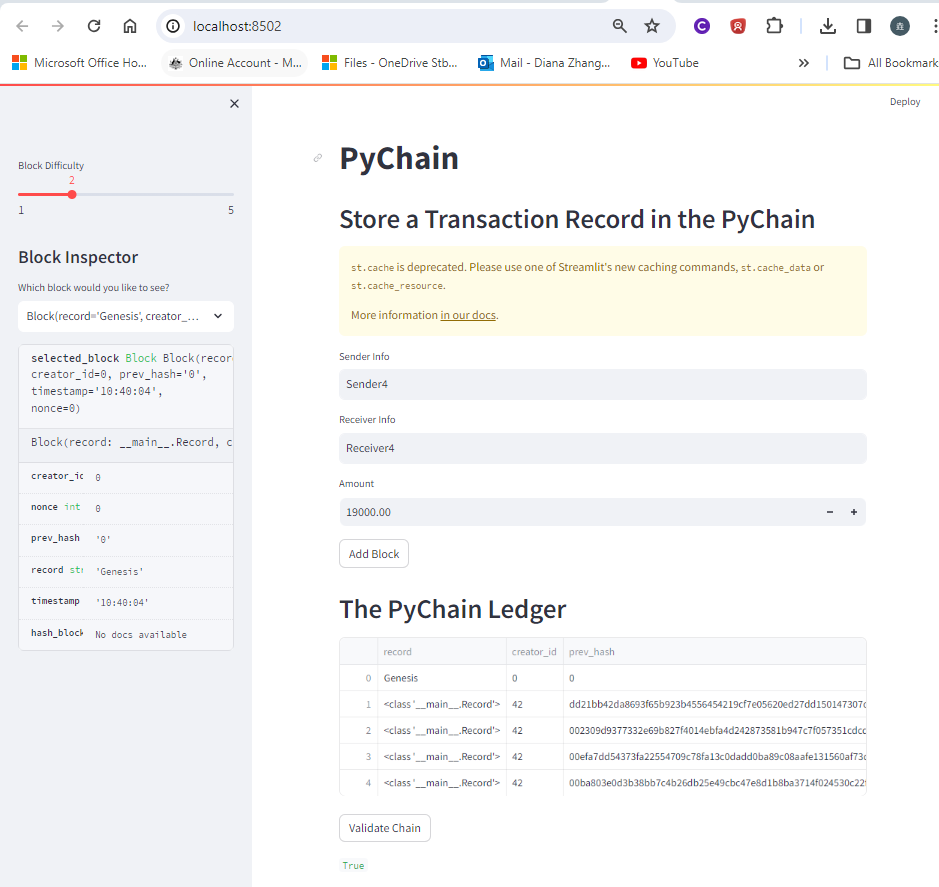 localhost:8502
Microsoft Office Ho...
Online Account - M...
Files - OneDrive Stb...
Mail - Diana Zhang...
YouTube
All Bookmark
Deploy
Block Difficulty
2
1
5
Block Inspector
Which block would you like to see?
Block(record='Genesis', creator_...
selected_block Block Block(recor
creator_id=0, prev_hash='0',
timestamp='10:40:04',
nonce=0)
Block(record: __main__.Record, c
creator_id 0
nonce int 0
prev_hash '0'
record str 'Genesis'
timestamp '10:40:04'
hash_block No docs available
PyChain
Store a Transaction Record in the PyChain
st.cache is deprecated. Please use one of Streamlit's new caching commands, st.cache_data or
st.cache_resource.
More information in our docs.
Sender Info
Sender4
Receiver Info
Receiver4
Amount
19000.00
Add Block
The PyChain Ledger
record creator_id prev_hash
0 Genesis 0 0
1 <class '__main__.Record'> 42 dd21bb42da8693f65b923b4556454219cf7e05620ed27dd150147307c
2 <class '__main__.Record'> 42 002309d9377332e69b827f4014ebfa4d242873581b947c7f057351cdcc
3 <class '__main__.Record'> 42 00efa7dd54373fa22554709c78fa13c0dadd0ba89c08aafe131560af73c
4 <class '__main__.Record'> 42 00ba803e0d3b38bb7c4b26db25e49cbc47e8d1b8ba3714f024530c229
Validate Chain
True